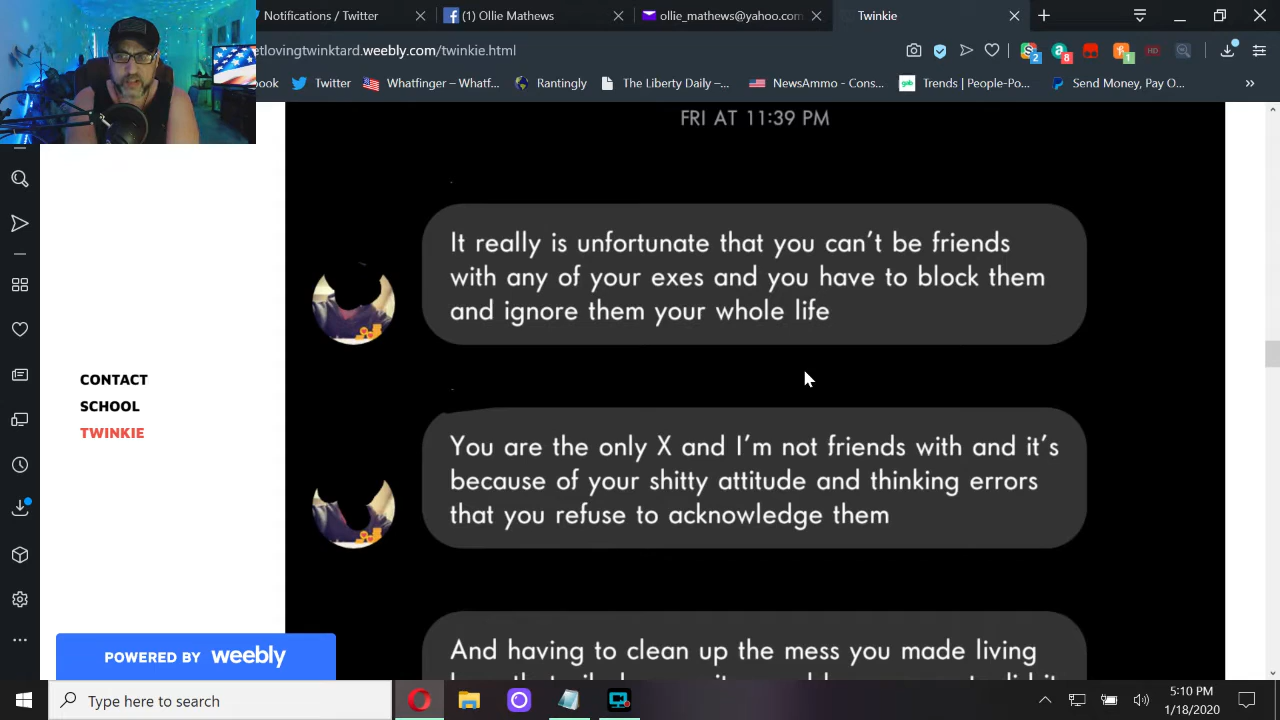 (1) Ollie Mathews
ollie_mathews@yahoo.com
Twinkie
etlovingtwinktard.weebly.com/twinkie.html
2
8
1
HD
ook
Twitter
Whatfinger – Whatf...
Rantingly
The Liberty Daily –...
NewsAmmo - Cons...
gab
Trends | People-Po...
Send Money, Pay O...
FRI AT 11:39 PM
It really is unfortunate that you can't be friends
with any of your exes and you have to block them
and ignore them your whole life
CONTACT
SCHOOL
TWINKIE
You are the only X and I'm not friends with and it's
because of your shitty attitude and thinking errors
that you refuse to acknowledge them
And having to clean up the mess you made living
POWERED BY weebly
Type here to search
5:10 PM
1/18/2020